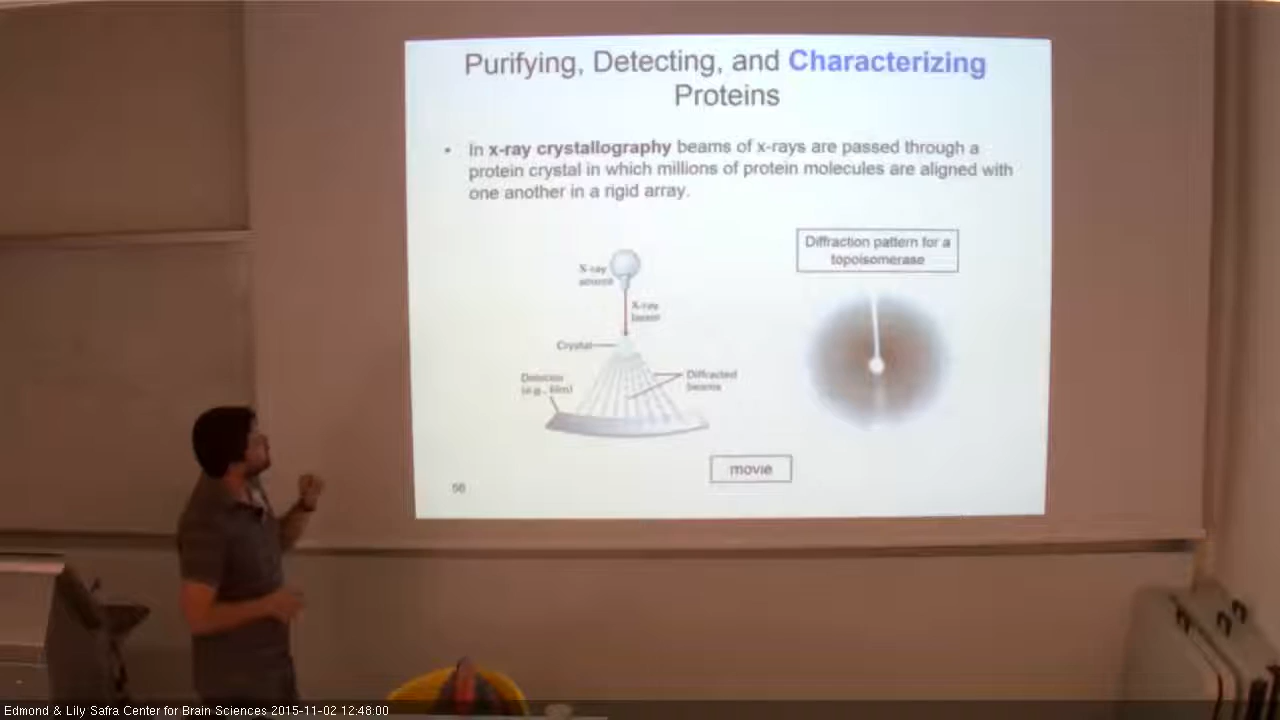 Purifying, Detecting, and Characterizing
Proteins
• In x-ray crystallography beams of x-rays are passed through a
protein crystal in which millions of protein molecules are aligned with
one another in a rigid array.
Diffraction pattern for a
topoisomerase
X-ray
source
X-ray
beam
Crystal
Detector
(e.g., film)
Diffracted
beams
movie
56
Edmond & Lily Safra Center for Brain Sciences 2015-11-02 12:48:00